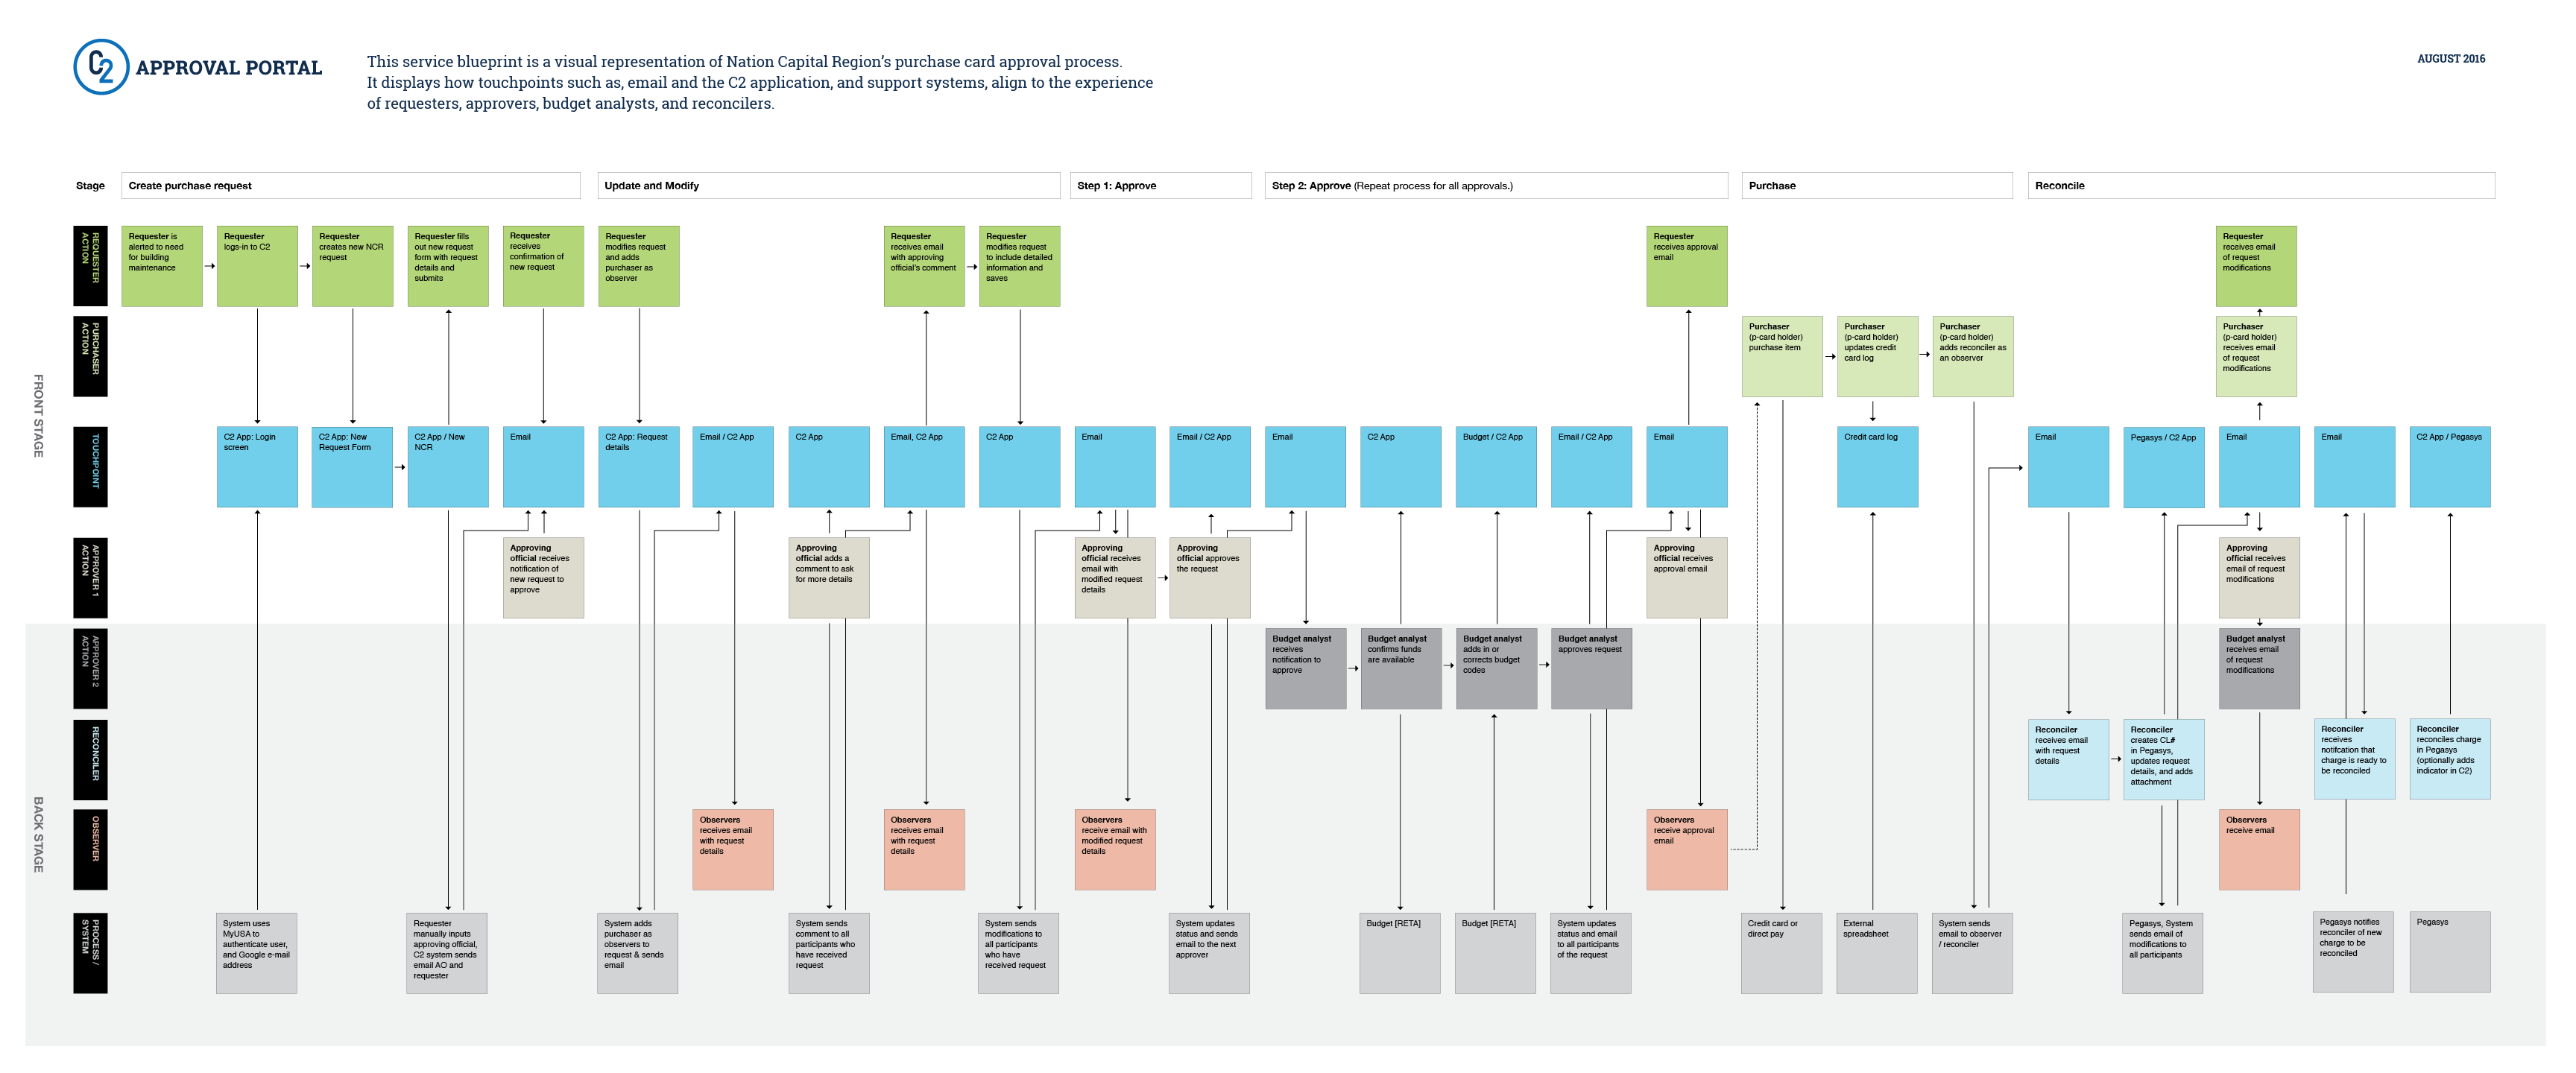 C2 APPROVAL PORTAL
This service blueprint is a visual representation of Nation Capital Region's purchase card approval process.
It displays how touchpoints such as, email and the C2 application, and support systems, align to the experience
of requesters, approvers, budget analysts, and reconcilers.
AUGUST 2016
Stage
Create purchase request
Update and Modify
Step 1: Approve
Step 2: Approve (Repeat process for all approvals.)
Purchase
Reconcile
FRONT STAGE
REQUESTER
ACTION
Requester is
alerted to need
for building
maintenance
Requester
logs-in to C2
Requester
creates new NCR
request
Requester fills
out new request
form with request
details and
submits
Requester
receives
confirmation of
new request
Requester
modifies request
and adds
purchaser as
observer
Requester
receives email
with approving
official's comment
Requester
modifies request
to include detailed
information and
saves
Requester
receives approval
email
Requester
receives email
of request
modifications
PURCHASER
ACTION
Purchaser
(p-card holder)
purchase item
Purchaser
(p-card holder)
updates credit
card log
Purchaser
(p-card holder)
adds reconciler as
an observer
Purchaser
(p-card holder)
receives email
of request
modifications
TOUCHPOINT
C2 App: Login
screen
C2 App: New
Request Form
C2 App / New
NCR
Email
C2 App: Request
details
Email / C2 App
C2 App
Email, C2 App
C2 App
Email
Email / C2 App
Email
C2 App
Budget / C2 App
Email / C2 App
Email
Credit card log
Email
Pegasys / C2 App
Email
Email
C2 App / Pegasys
APPROVER 1
ACTION
Approving
official receives
notification of
new request to
approve
Approving
official adds a
comment to ask
for more details
Approving
official receives
email with
modified request
details
Approving
official approves
the request
Approving
official receives
approval email
Approving
official receives
email of request
modifications
BACK STAGE
APPROVER 2
ACTION
Budget analyst
receives
notification to
approve
Budget analyst
confirms funds
are available
Budget analyst
adds in or
corrects budget
codes
Budget analyst
approves request
Budget analyst
receives email
of request
modifications
RECONCILER
Reconciler
receives email
with request
details
Reconciler
creates CL#
in Pegasys,
updates request
details, and adds
attachment
Reconciler
receives
notifcation that
charge is ready to
be reconciled
Reconciler
reconciles charge
in Pegasys
(optionally adds
indicator in C2)
OBSERVER
Observers
receives email
with request
details
Observers
receives email
with request
details
Observers
receive email with
modified request
details
Observers
receive approval
email
Observers
receive email
PROCESS /
SYSTEM
System uses
MyUSA to
authenticate user,
and Google e-mail
address
Requester
manually inputs
approving official,
C2 system sends
email AO and
requester
System adds
purchaser as
observers to
request & sends
email
System sends
comment to all
participants who
have received
request
System sends
modifications to
all participants
who have
received request
System updates
status and sends
email to the next
approver
Budget [RETA]
Budget [RETA]
System updates
status and email
to all participants
of the request
Credit card or
direct pay
External
spreadsheet
System sends
email to observer
/ reconciler
Pegasys, System
sends email of
modifications to
all participants
Pegasys notifies
reconciler of new
charge to be
reconciled
Pegasys